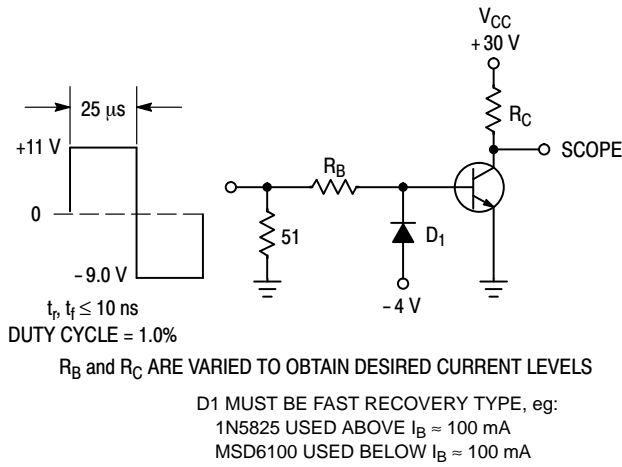 V_CC
+30 V
25 μs
R_C
+11 V
SCOPE
R_B
0
51
D_1
−9.0 V
−4 V
t_r, t_f ≤ 10 ns
DUTY CYCLE = 1.0%
R_B and R_C ARE VARIED TO OBTAIN DESIRED CURRENT LEVELS
D1 MUST BE FAST RECOVERY TYPE, eg:
1N5825 USED ABOVE I_B ≈ 100 mA
MSD6100 USED BELOW I_B ≈ 100 mA